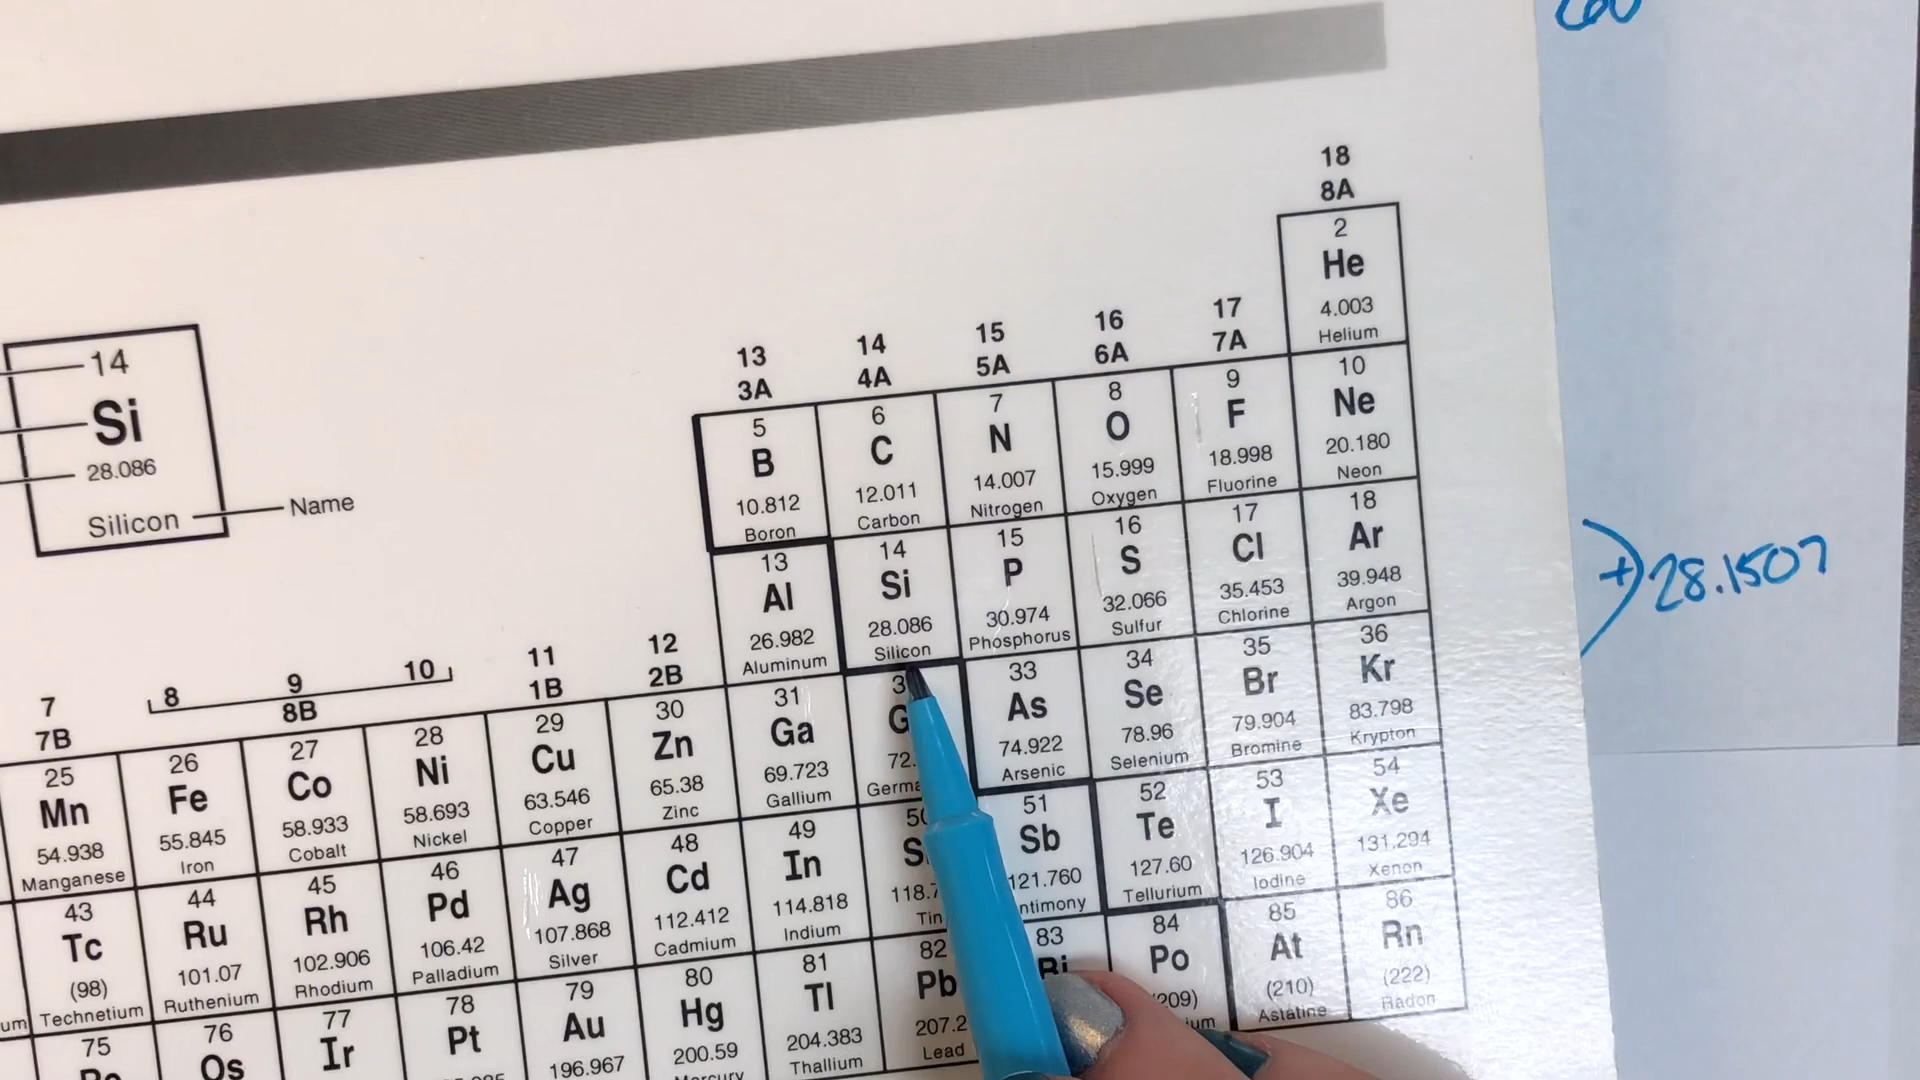 18
8A
2
He
4.003
Helium
14
Si
28.086
Silicon
Name
13 14 15 16 17
3A 4A 5A 6A 7A
5 6 7 8 9 10
B C N O F Ne
10.812 12.011 14.007 15.999 18.998 20.180
Boron Carbon Nitrogen Oxygen Fluorine Neon
13 14 15 16 17 18
Al Si P S Cl Ar
26.982 28.086 30.974 32.066 35.453 39.948
Aluminum Silicon Phosphorus Sulfur Chlorine Argon
+ 28.1507
7 8 9 10 11 12
7B 8B 1B 2B
25 26 27 28 29 30 31 33 34 35 36
Mn Fe Co Ni Cu Zn Ga As Se Br Kr
54.938 55.845 58.933 58.693 63.546 65.38 69.723 72. 74.922 78.96 79.904 83.798
Manganese Iron Cobalt Nickel Copper Zinc Gallium Germa Arsenic Selenium Bromine Krypton
43 44 45 46 47 48 49 51 52 53 54
Tc Ru Rh Pd Ag Cd In Sb Te I Xe
(98) 101.07 102.906 106.42 107.868 112.412 114.818 118.7 121.760 127.60 126.904 131.294
Technetium Ruthenium Rhodium Palladium Silver Cadmium Indium Tin ntimony Tellurium Iodine Xenon
75 76 77 78 79 80 81 82 83 84 85 86
Os Ir Pt Au Hg Tl Pb Bi Po At Rn
196.967 200.59 204.383 207.2 209) (210) (222)
Mercury Thallium Lead ium Astatine Radon